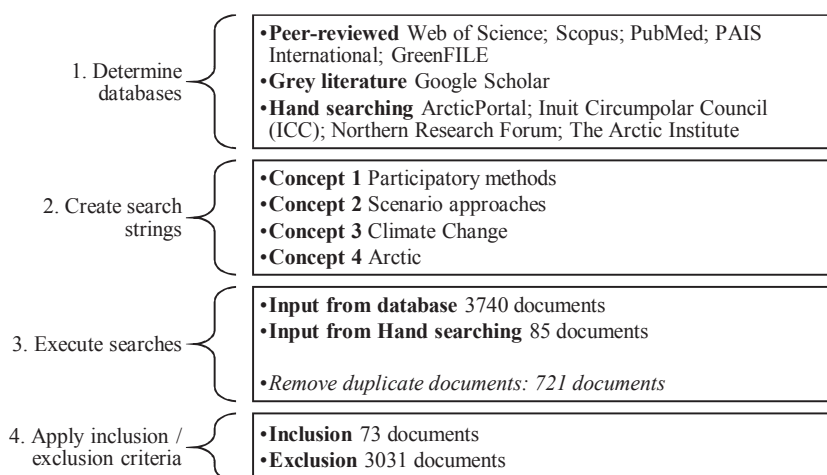 1. Determine
databases
•Peer-reviewed Web of Science; Scopus; PubMed; PAIS
International; GreenFILE
•Grey literature Google Scholar
•Hand searching ArcticPortal; Inuit Circumpolar Council
(ICC); Northern Research Forum; The Arctic Institute
2. Create search
strings
•Concept 1 Participatory methods
•Concept 2 Scenario approaches
•Concept 3 Climate Change
•Concept 4 Arctic
3. Execute searches
•Input from database 3740 documents
•Input from Hand searching 85 documents
•Remove duplicate documents: 721 documents
4. Apply inclusion /
exclusion criteria
•Inclusion 73 documents
•Exclusion 3031 documents